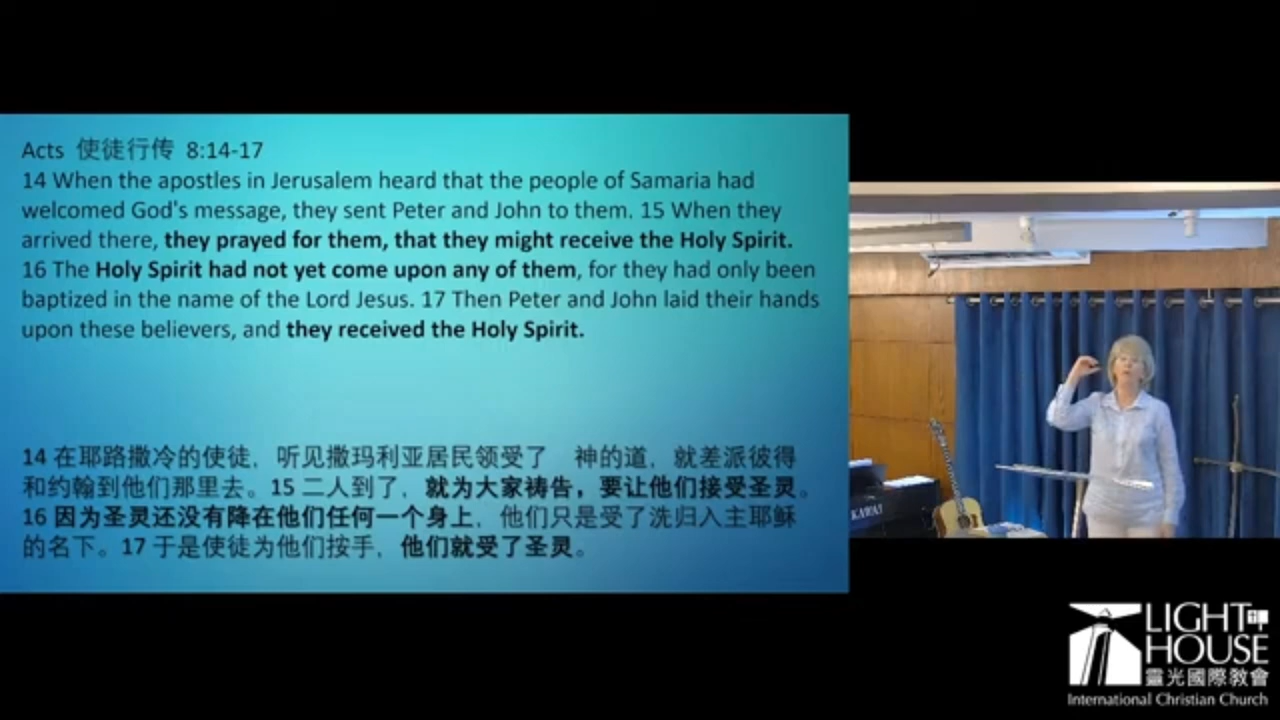 Acts 使徒行传 8:14-17
14 When the apostles in Jerusalem heard that the people of Samaria had
welcomed God's message, they sent Peter and John to them. 15 When they
arrived there, they prayed for them, that they might receive the Holy Spirit.
16 The Holy Spirit had not yet come upon any of them, for they had only been
baptized in the name of the Lord Jesus. 17 Then Peter and John laid their hands
upon these believers, and they received the Holy Spirit.
14 在耶路撒冷的使徒，听见撒玛利亚居民领受了　神的道，就差派彼得
和约翰到他们那里去。15 二人到了，就为大家祷告，要让他们接受圣灵。
16 因为圣灵还没有降在他们任何一个身上，他们只是受了洗归入主耶稣
的名下。17 于是使徒为他们按手，他们就受了圣灵。
KAWAI
LIGHT
HOUSE
靈光國際教會
International Christian Church